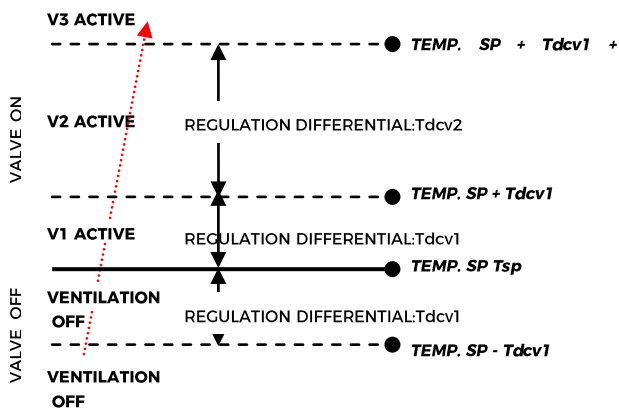 V3 ACTIVE
TEMP. SP + Tdcv1 +
VALVE ON
V2 ACTIVE
REGULATION DIFFERENTIAL:Tdcv2
TEMP. SP + Tdcv1
V1 ACTIVE
REGULATION DIFFERENTIAL:Tdcv1
TEMP. SP Tsp
VENTILATION
OFF
VALVE OFF
REGULATION DIFFERENTIAL:Tdcv1
TEMP. SP - Tdcv1
VENTILATION
OFF